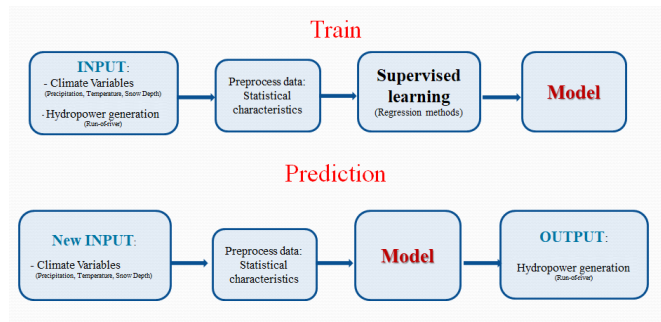 Train
INPUT:
- Climate Variables
(Precipitation, Temperature, Snow Depth)
- Hydropower generation
(Run-of-river)
Preprocess data:
Statistical
characteristics
Supervised
learning
(Regression methods)
Model
Prediction
New INPUT:
- Climate Variables
(Precipitation, Temperature, Snow Depth)
Preprocess data:
Statistical
characteristics
Model
OUTPUT:
Hydropower generation
(Run-of-river)